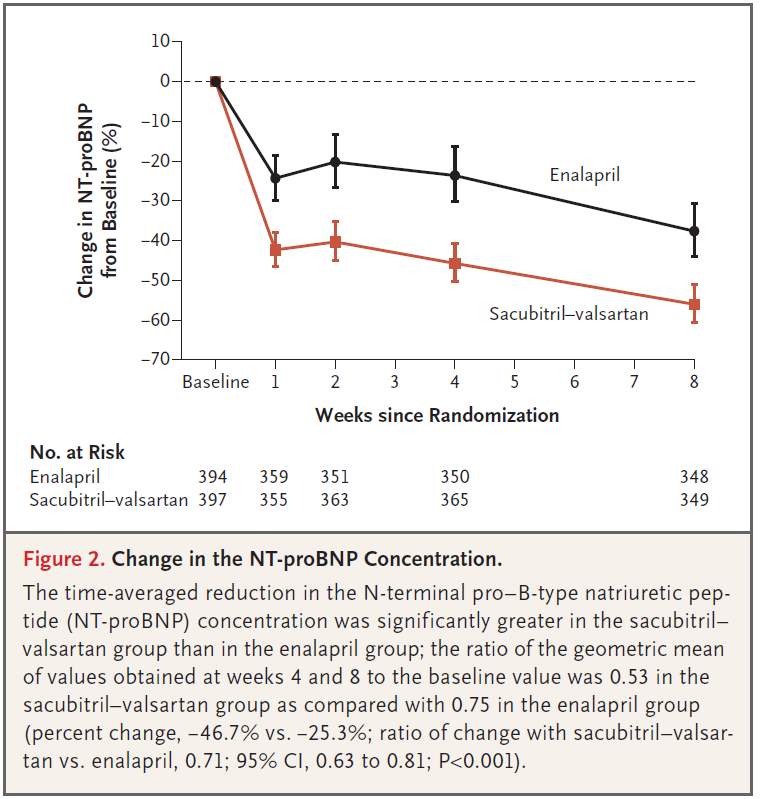 10
0
–10
–20
–30
–40
–50
–60
–70
Change in NT-proBNP
from Baseline (%)
Enalapril
Sacubitril–valsartan
Baseline 1 2 3 4 5 6 7 8
Weeks since Randomization
No. at Risk
Enalapril 394 359 351 350 348
Sacubitril–valsartan 397 355 363 365 349
Figure 2. Change in the NT-proBNP Concentration.
The time-averaged reduction in the N-terminal pro–B-type natriuretic pep-
tide (NT-proBNP) concentration was significantly greater in the sacubitril–
valsartan group than in the enalapril group; the ratio of the geometric mean
of values obtained at weeks 4 and 8 to the baseline value was 0.53 in the
sacubitril–valsartan group as compared with 0.75 in the enalapril group
(percent change, –46.7% vs. –25.3%; ratio of change with sacubitril–valsar-
tan vs. enalapril, 0.71; 95% CI, 0.63 to 0.81; P<0.001).